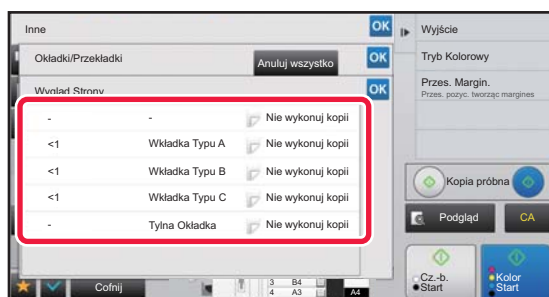 Inne
OK
Okładki/Przekładki
Anuluj wszystko
OK
Wygląd Strony
OK
- - Nie wykonuj kopii
<1 Wkładka Typu A Nie wykonuj kopii
<1 Wkładka Typu B Nie wykonuj kopii
<1 Wkładka Typu C Nie wykonuj kopii
- Tylna Okładka Nie wykonuj kopii
Cofnij
3 B4
4 A3
A4
Wyjście
Tryb Kolorowy
Przes. Margin.
Przes. pozyc. tworząc margines
Kopia próbna
Podgląd
CA
Cz.-b.
Start
Kolor
Start